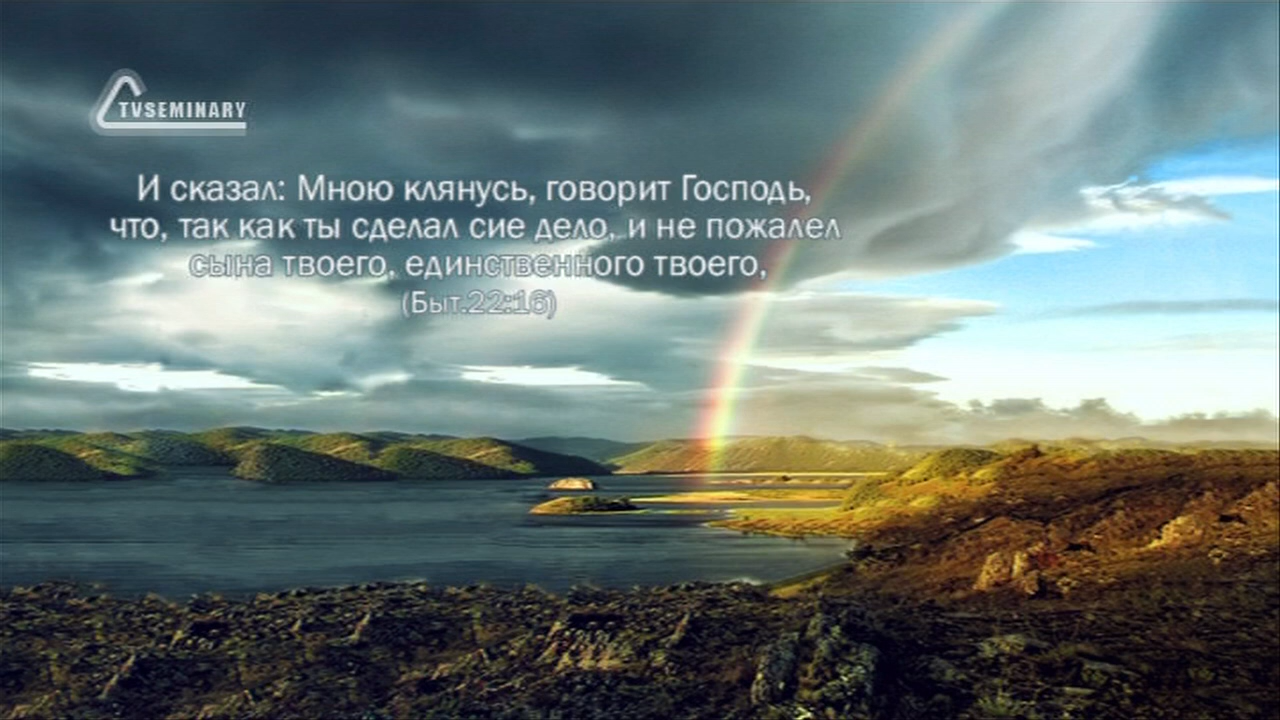 TVSEMINARY
И сказал: Мною клянусь, говорит Господь,
что, так как ты сделал сие дело, и не пожалел
сына твоего, единственного твоего,
(Быт.22:16)